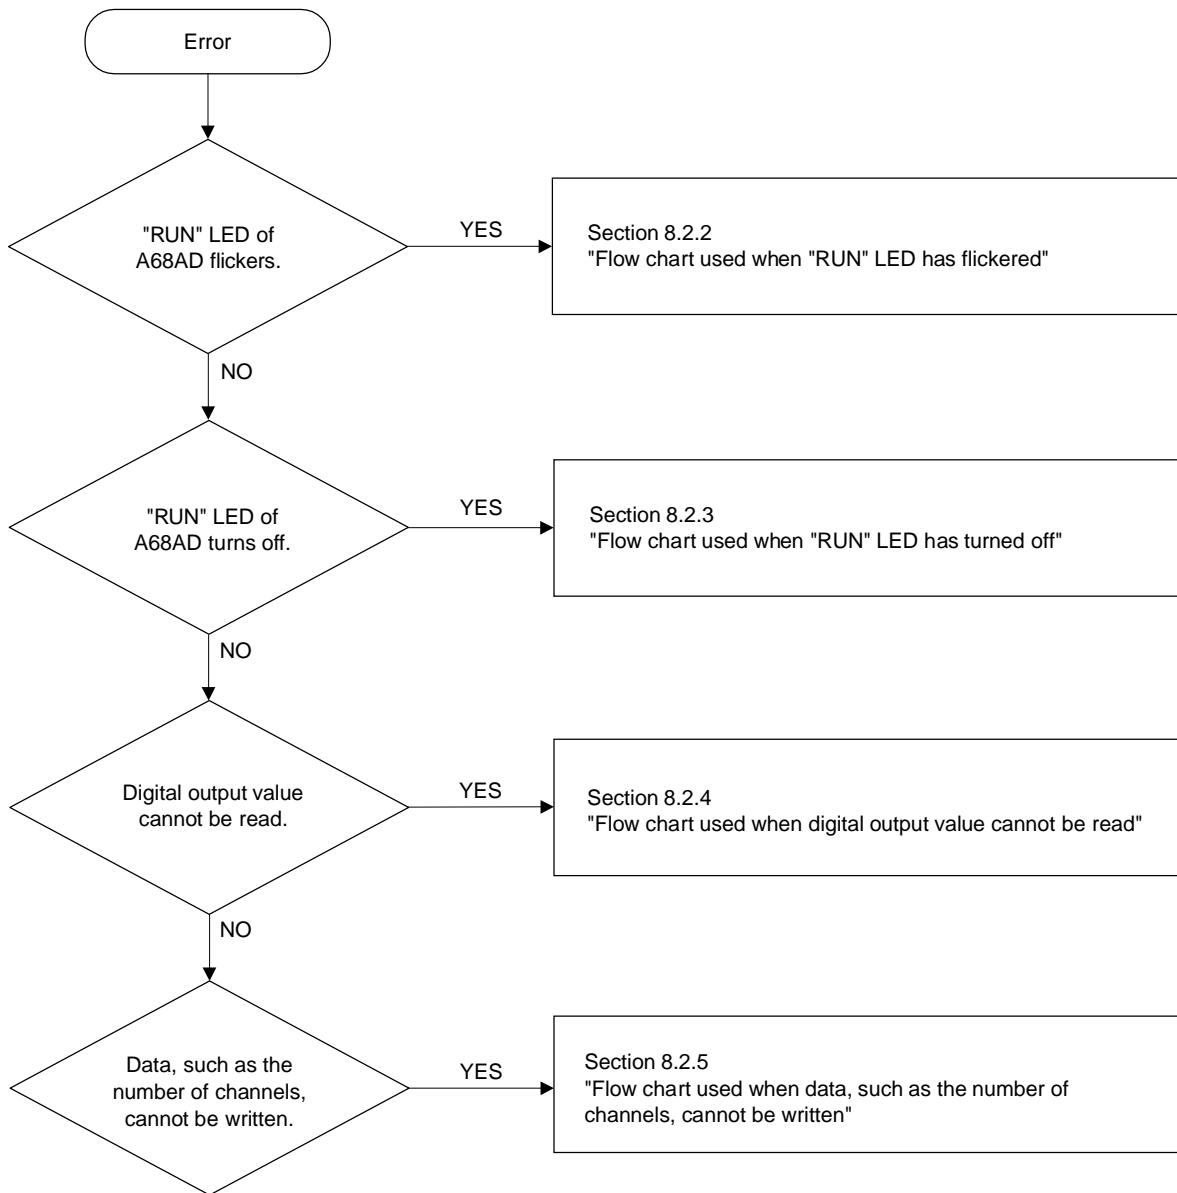 Error
"RUN" LED of
A68AD flickers.
YES
Section 8.2.2
"Flow chart used when "RUN" LED has flickered"
NO
"RUN" LED of
A68AD turns off.
YES
Section 8.2.3
"Flow chart used when "RUN" LED has turned off"
NO
Digital output value
cannot be read.
YES
Section 8.2.4
"Flow chart used when digital output value cannot be read"
NO
Data, such as the
number of channels,
cannot be written.
YES
Section 8.2.5
"Flow chart used when data, such as the number of
channels, cannot be written"